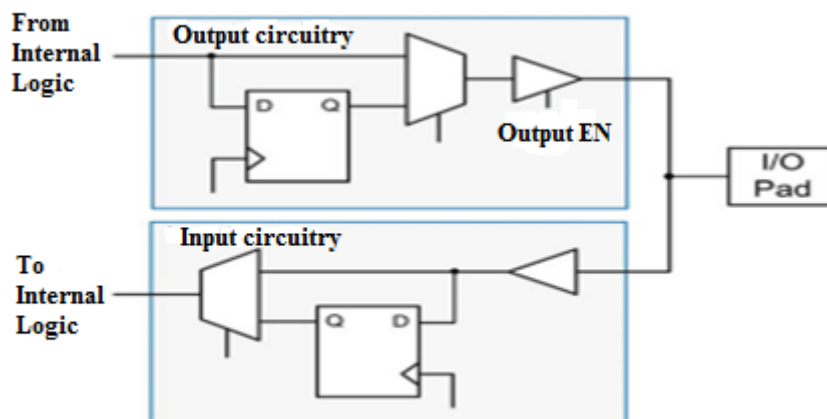 From
Internal
Logic
Output circuitry
D Q
Output EN
I/O
Pad
Input circuitry
To
Internal
Logic
Q D